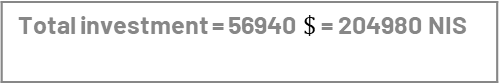 Total investment = 56940 $ = 204980 NIS